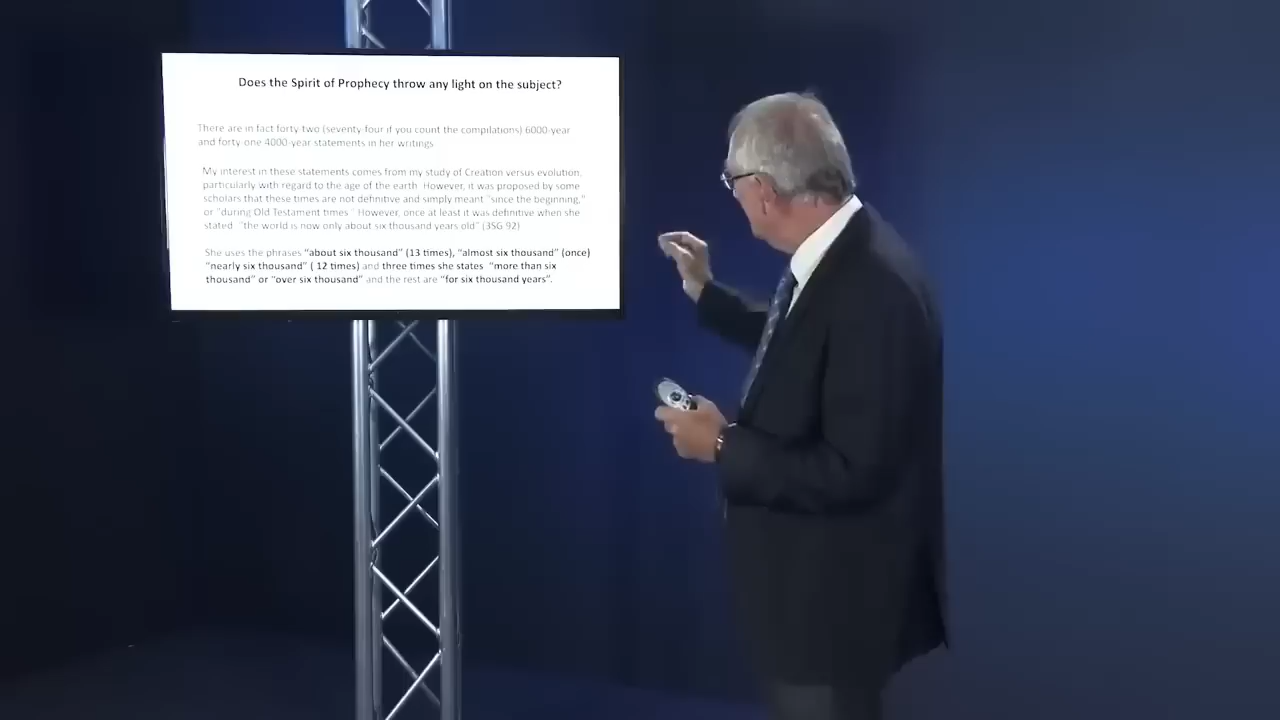 Does the Spirit of Prophecy throw any light on the subject?
There are in fact forty-two (seventy-four if you count the compilations) 6000-year
and forty-one 4000-year statements in her writings
My interest in these statements comes from my study of Creation versus evolution,
particularly with regard to the age of the earth. However, it was proposed by some
scholars that these times are not definitive and simply meant "since the beginning,"
or "during Old Testament times." However, once at least it was definitive when she
stated: "the world is now only about six thousand years old" (3SG 92)
She uses the phrases "about six thousand" (13 times), "almost six thousand" (once)
"nearly six thousand" ( 12 times) and three times she states: "more than six
thousand" or "over six thousand" and the rest are "for six thousand years".